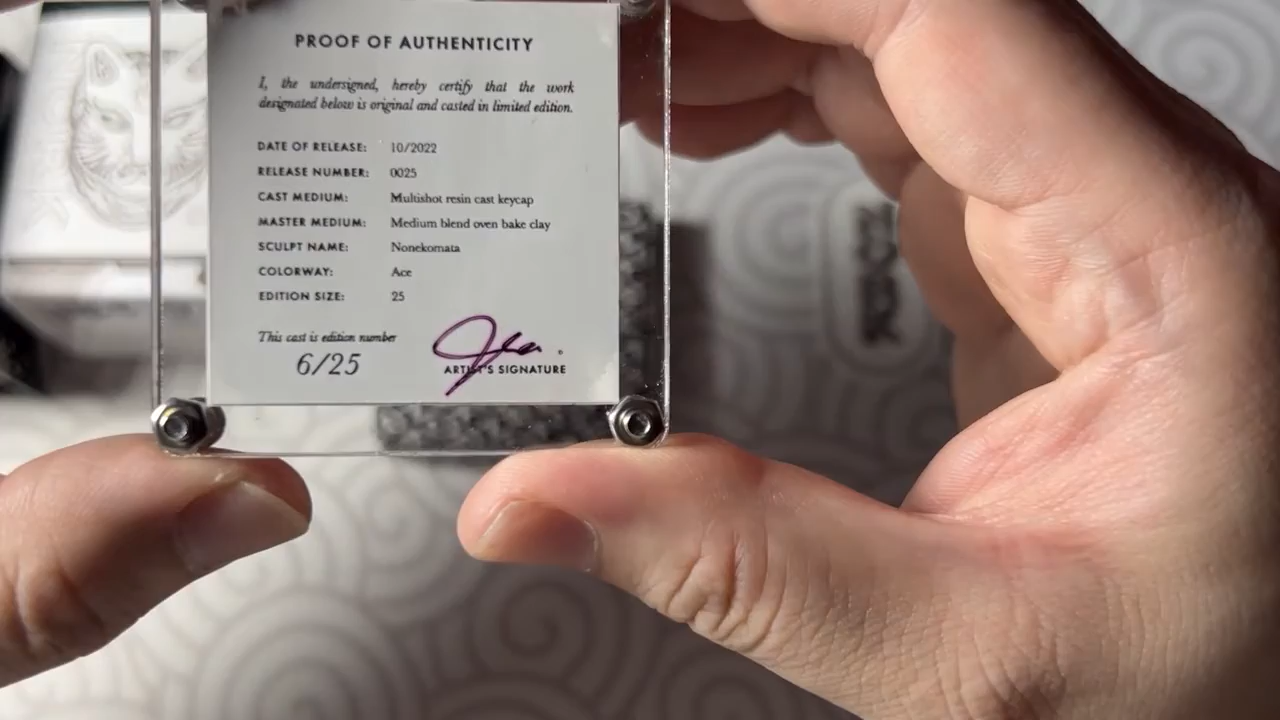 PROOF OF AUTHENTICITY
I, the undersigned, hereby certify that the work
designated below is original and casted in limited edition.
DATE OF RELEASE: 10/2022
RELEASE NUMBER: 0025
CAST MEDIUM: Multishot resin cast keycap
MASTER MEDIUM: Medium blend oven bake clay
SCULPT NAME: Nonekomata
COLORWAY: Ace
EDITION SIZE: 25
This cast is edition number
6/25
ARTIST'S SIGNATURE